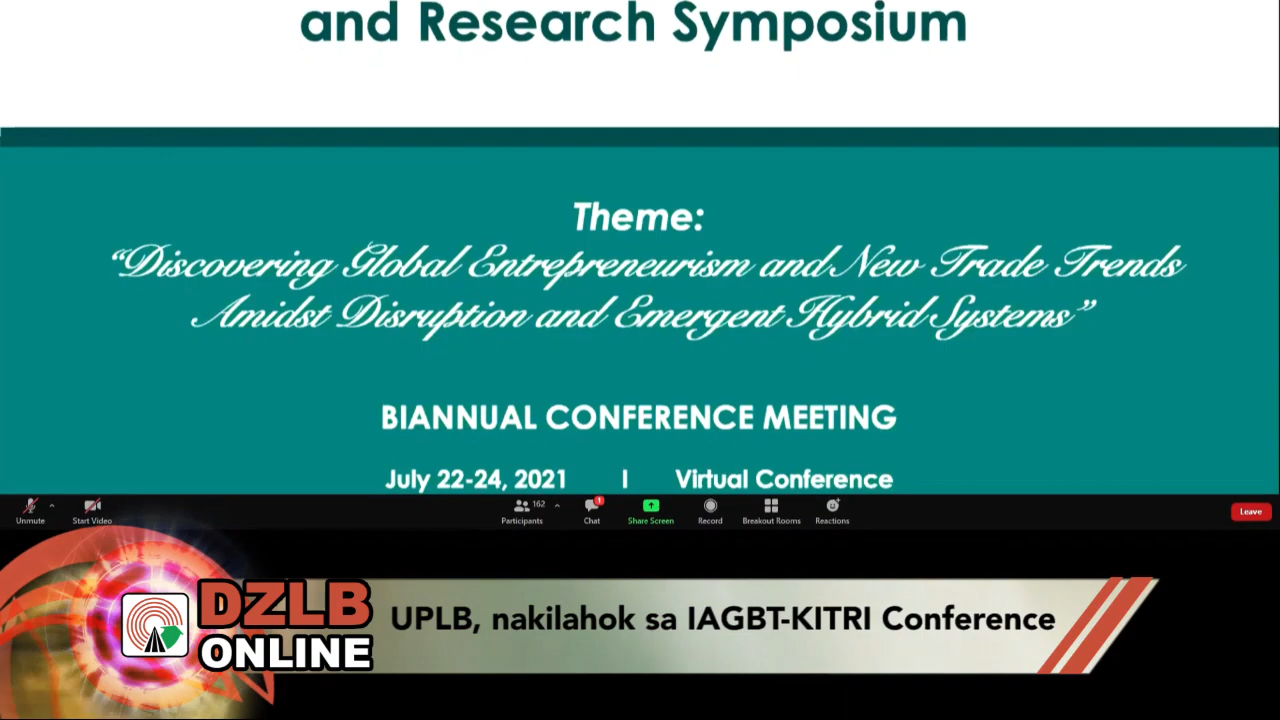 and Research Symposium
Theme:
“Discovering Global Entrepreneurism and New Trade Trends
Amidst Disruption and Emergent Hybrid Systems”
BIANNUAL CONFERENCE MEETING
July 22-24, 2021 | Virtual Conference
Unmute
Start Video
162
Participants
1
Chat
Share Screen
Record
Breakout Rooms
Reactions
Leave
DZLB
ONLINE
UPLB, nakilahok sa IAGBT-KITRI Conference